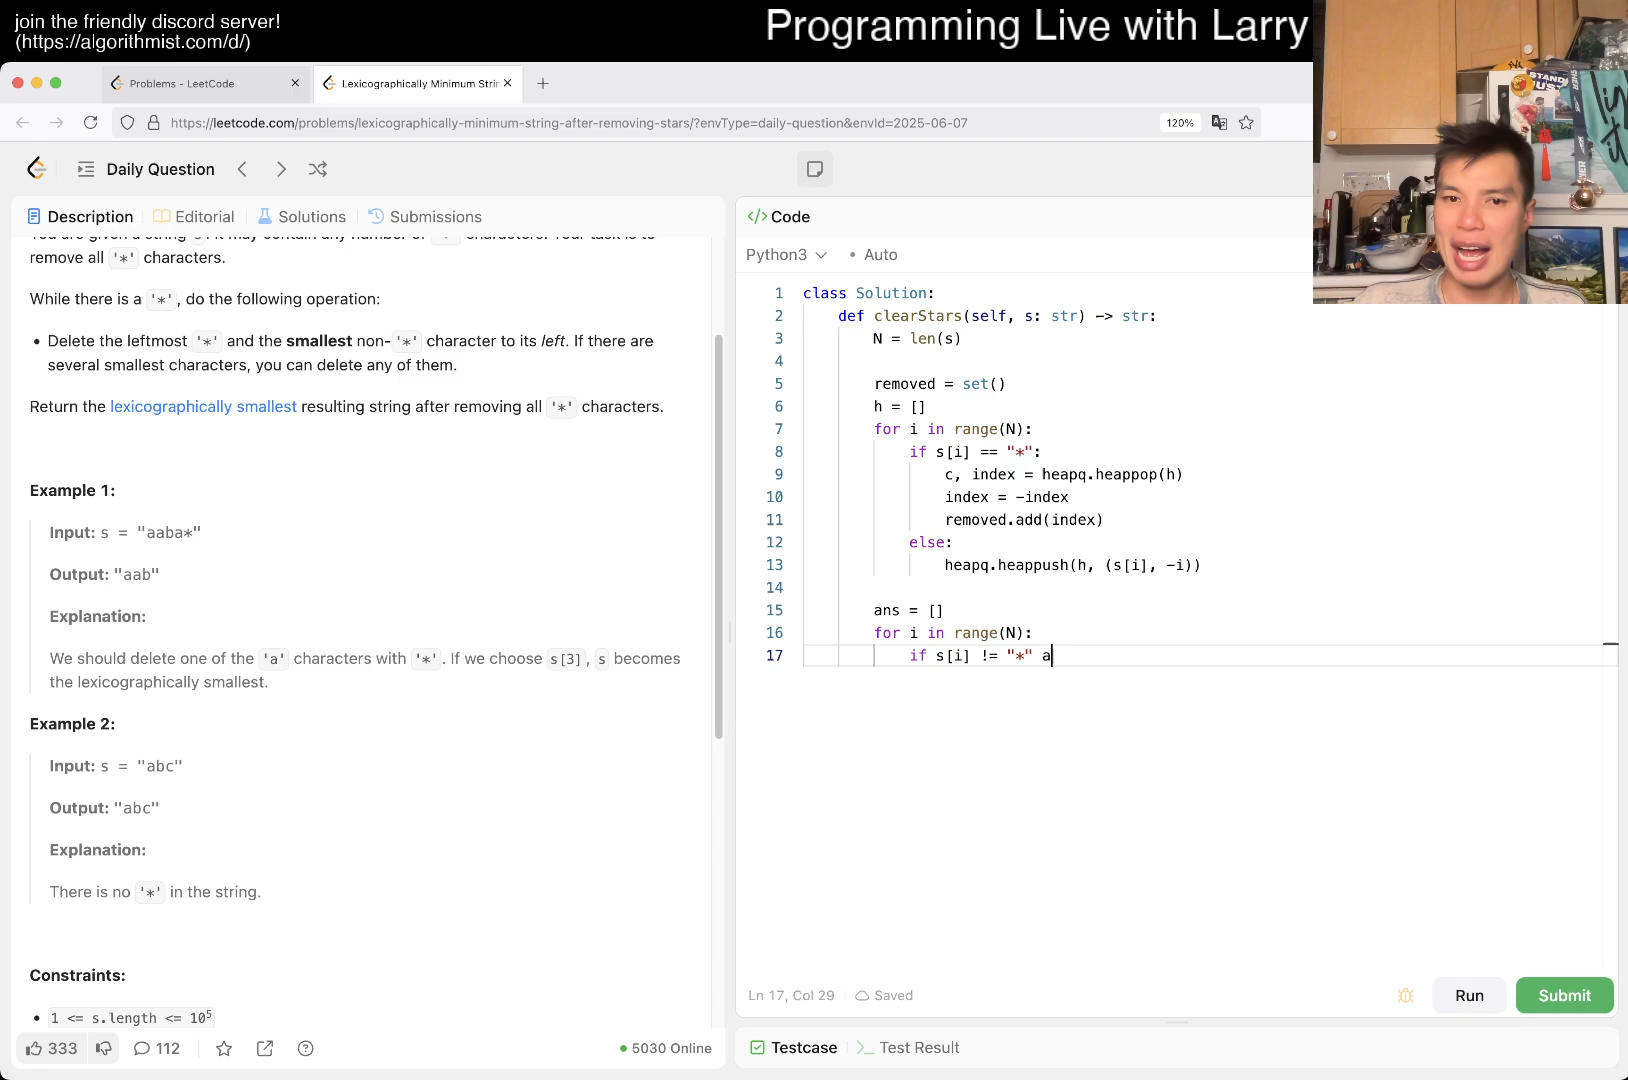 join the friendly discord server!
(https://algorithmist.com/d/)
Programming Live with Larry
Problems - LeetCode
Lexicographically Minimum Strin
https://leetcode.com/problems/lexicographically-minimum-string-after-removing-stars/?envType=daily-question&envId=2025-06-07
120%
Daily Question
Description
Editorial
Solutions
Submissions
remove all '*' characters.
While there is a '*', do the following operation:
• Delete the leftmost '*' and the smallest non-'*' character to its left. If there are
several smallest characters, you can delete any of them.
Return the lexicographically smallest resulting string after removing all '*' characters.
Example 1:
Input: s = "aaba*"
Output: "aab"
Explanation:
We should delete one of the 'a' characters with '*'. If we choose s[3], s becomes
the lexicographically smallest.
Example 2:
Input: s = "abc"
Output: "abc"
Explanation:
There is no '*' in the string.
Constraints:
• 1 <= s.length <= 10⁵
333
112
5030 Online
</> Code
Python3
• Auto
1 class Solution:
2 def clearStars(self, s: str) -> str:
3 N = len(s)
4
5 removed = set()
6 h = []
7 for i in range(N):
8 if s[i] == "*":
9 c, index = heapq.heappop(h)
10 index = -index
11 removed.add(index)
12 else:
13 heapq.heappush(h, (s[i], -i))
14
15 ans = []
16 for i in range(N):
17 if s[i] != "*" a
Ln 17, Col 29
Saved
Run
Submit
Testcase
Test Result